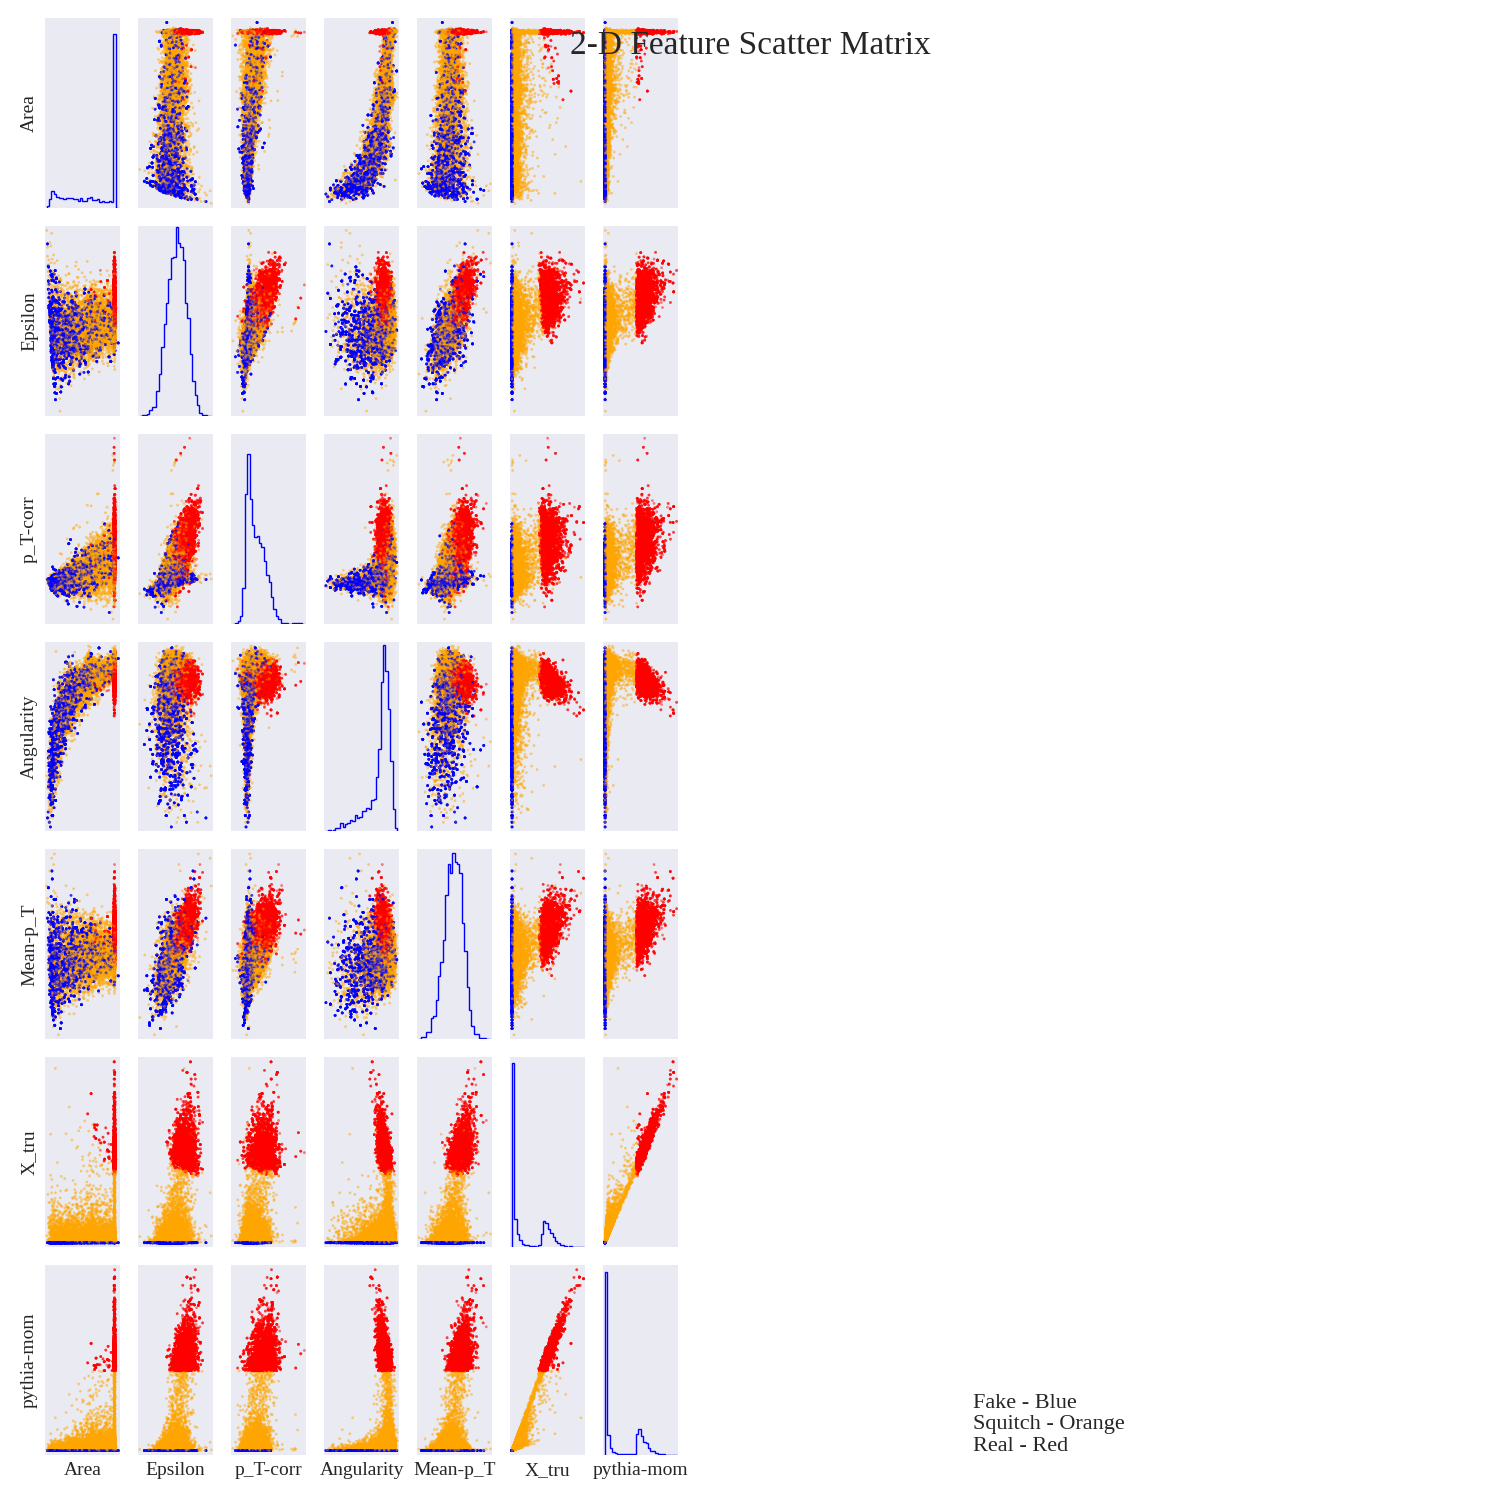 2-D Feature Scatter Matrix
Area
Epsilon
p_T-corr
Angularity
Mean-p_T
X_tru
pythia-mom
Area
Epsilon
p_T-corr
Angularity
Mean-p_T
X_tru
pythia-mom
Fake - Blue
Squitch - Orange
Real - Red